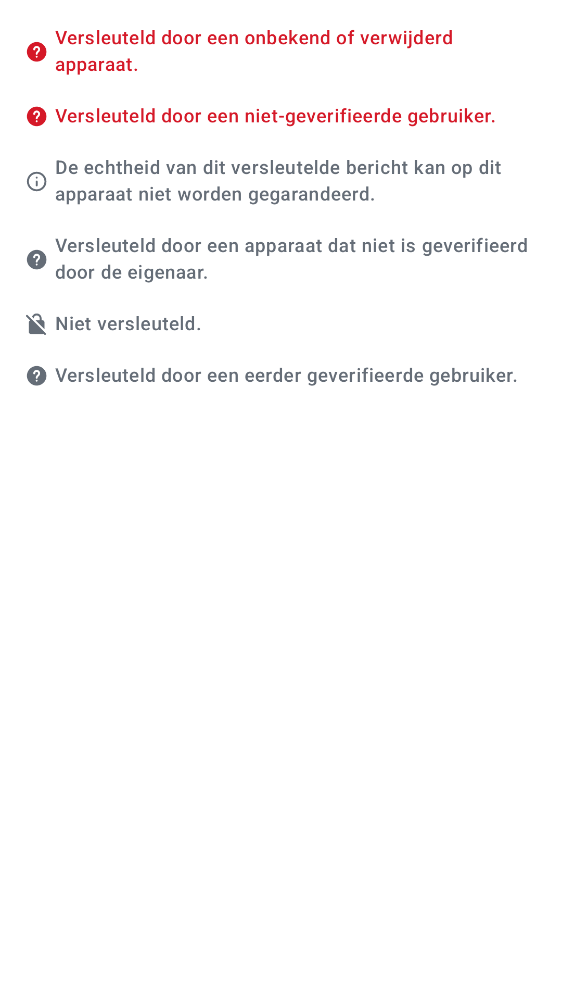 Versleuteld door een onbekend of verwijderd
apparaat.
Versleuteld door een niet-geverifieerde gebruiker.
De echtheid van dit versleutelde bericht kan op dit
apparaat niet worden gegarandeerd.
Versleuteld door een apparaat dat niet is geverifieerd
door de eigenaar.
Niet versleuteld.
Versleuteld door een eerder geverifieerde gebruiker.